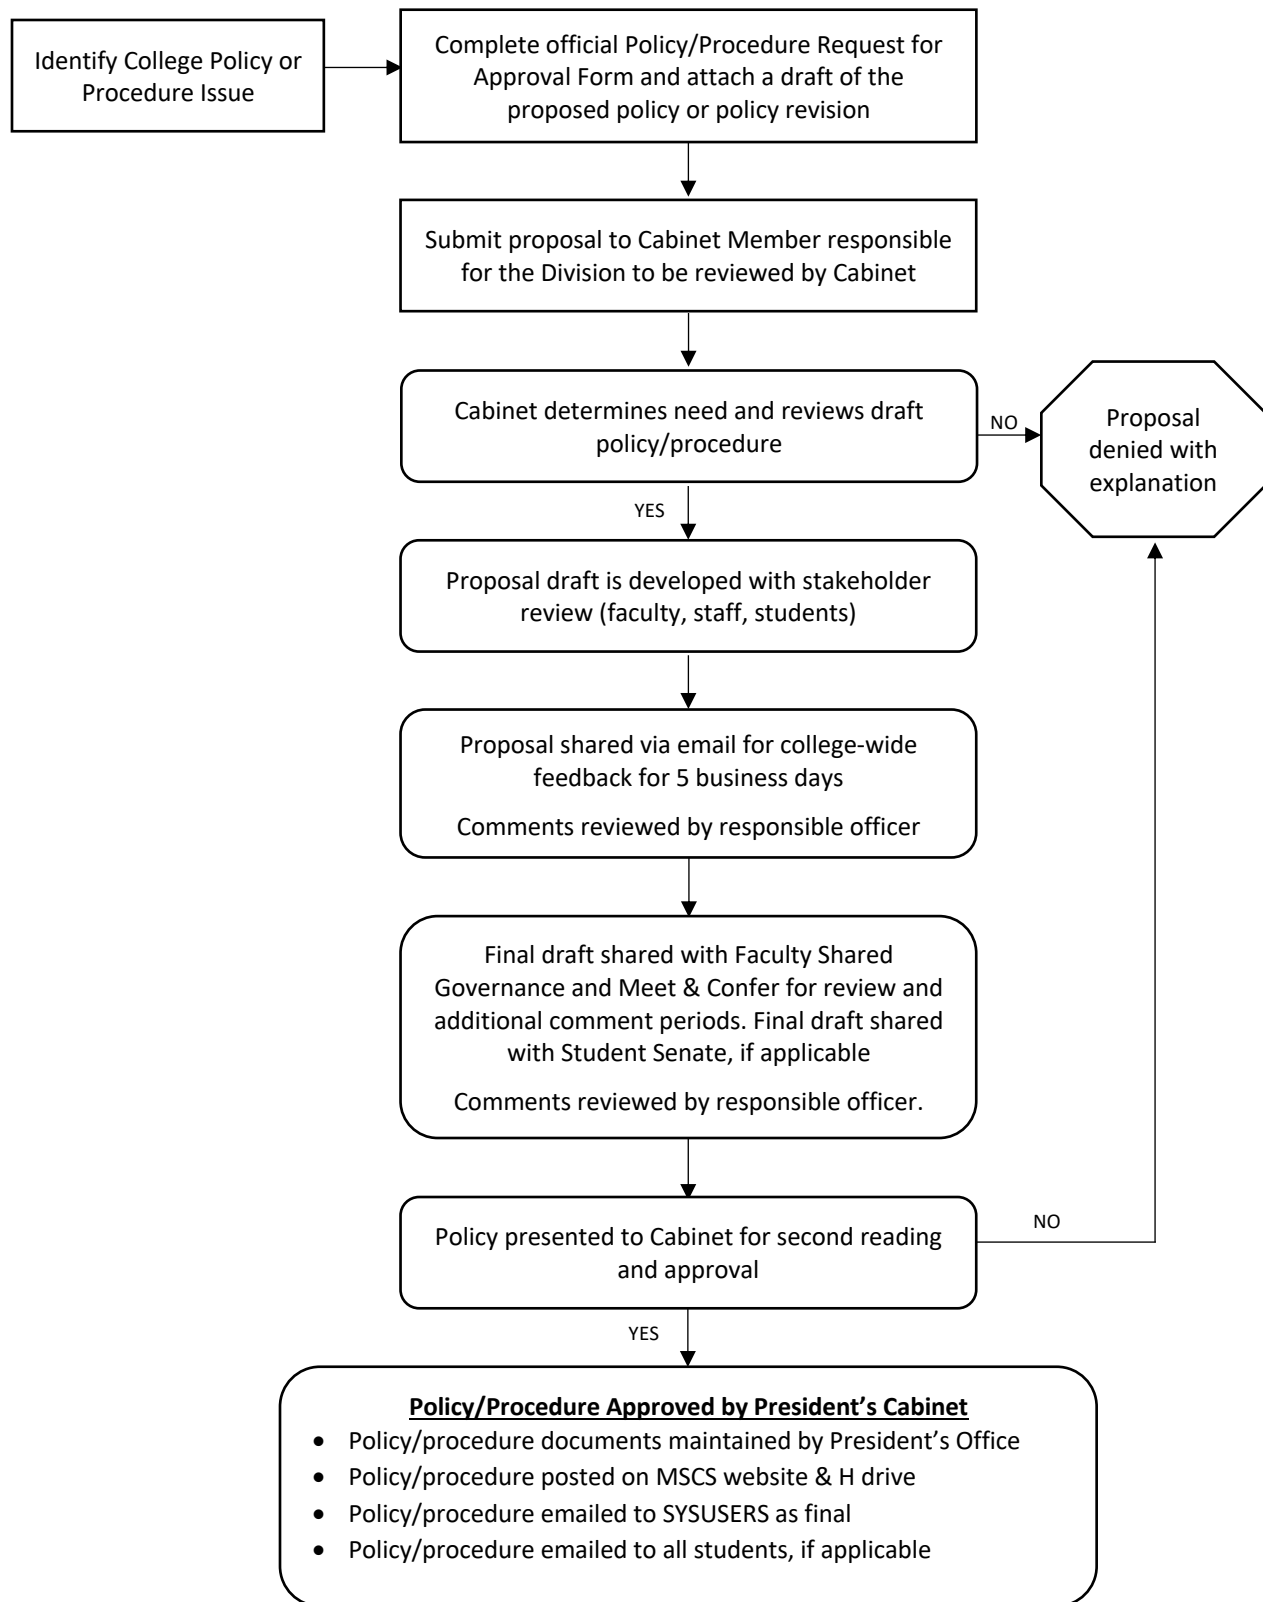 Identify College Policy or
Procedure Issue
Complete official Policy/Procedure Request for
Approval Form and attach a draft of the
proposed policy or policy revision
Submit proposal to Cabinet Member responsible
for the Division to be reviewed by Cabinet
Cabinet determines need and reviews draft
policy/procedure
NO
Proposal
denied with
explanation
YES
Proposal draft is developed with stakeholder
review (faculty, staff, students)
Proposal shared via email for college-wide
feedback for 5 business days
Comments reviewed by responsible officer
Final draft shared with Faculty Shared
Governance and Meet & Confer for review and
additional comment periods. Final draft shared
with Student Senate, if applicable
Comments reviewed by responsible officer.
Policy presented to Cabinet for second reading
and approval
NO
YES
Policy/Procedure Approved by President’s Cabinet
• Policy/procedure documents maintained by President’s Office
• Policy/procedure posted on MSCS website & H drive
• Policy/procedure emailed to SYSUSERS as final
• Policy/procedure emailed to all students, if applicable